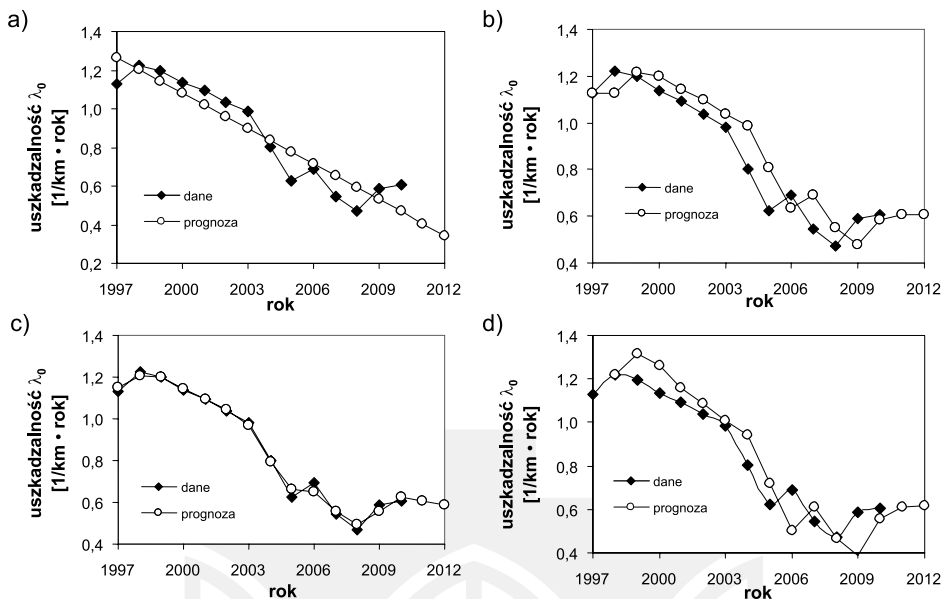 a)
uszkadzalność λ0
[1/km • rok]
1,4
1,2
1,0
0,8
0,6
0,4
0,2
dane
prognoza
1997 2000 2003 2006 2009 2012
rok
b)
uszkadzalność λ0
[1/km • rok]
1,4
1,2
1,0
0,8
0,6
0,4
dane
prognoza
1997 2000 2003 2006 2009 2012
rok
c)
uszkadzalność λ0
[1/km • rok]
1,4
1,2
1,0
0,8
0,6
0,4
dane
prognoza
1997 2000 2003 2006 2009 2012
rok
d)
uszkadzalność λ0
[1/km • rok]
1,4
1,2
1,0
0,8
0,6
0,4
dane
prognoza
1997 2000 2003 2006 2009 2012
rok